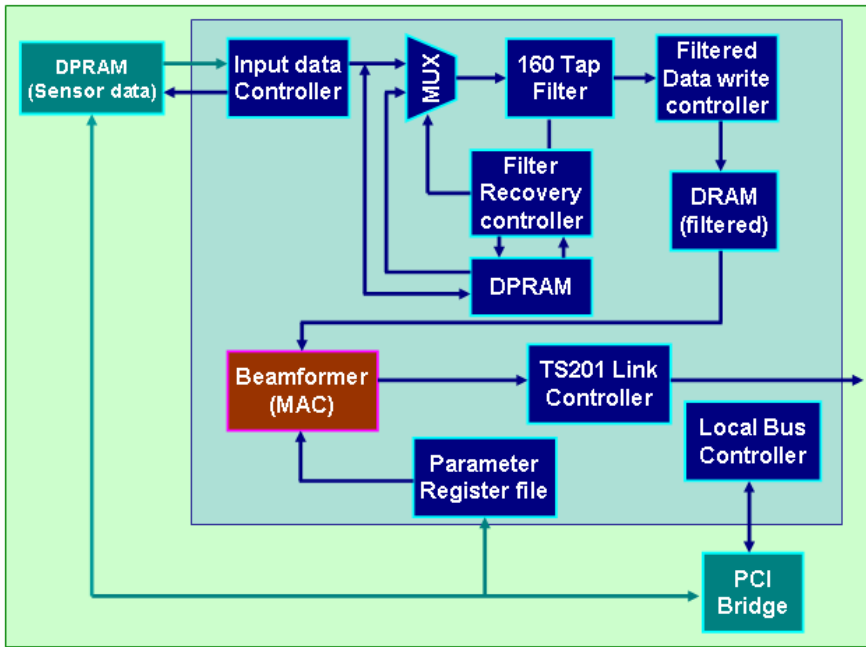 DPRAM
(Sensor data)
Input data
Controller
MUX
160 Tap
Filter
Filtered
Data write
controller
Filter
Recovery
controller
DRAM
(filtered)
DPRAM
Beamformer
(MAC)
TS201 Link
Controller
Local Bus
Controller
Parameter
Register file
PCI
Bridge